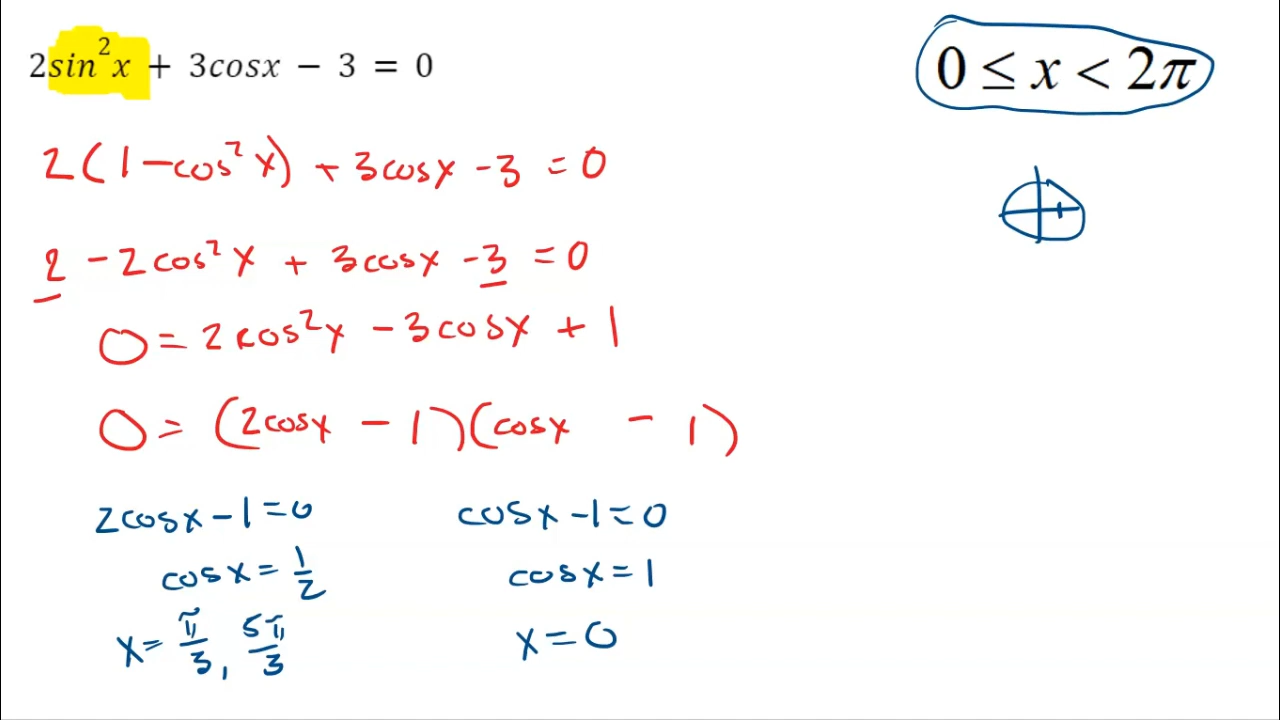 2sin²x + 3cosx − 3 = 0
0 ≤ x < 2π
2(1 − cos²x) + 3cosx − 3 = 0
2 − 2cos²x + 3cosx − 3 = 0
0 = 2cos²x − 3cosx + 1
0 = (2cosx − 1)(cosx − 1)
2cosx − 1 = 0 cosx − 1 = 0
cosx = 1/2 cosx = 1
x = π/3, 5π/3 x = 0